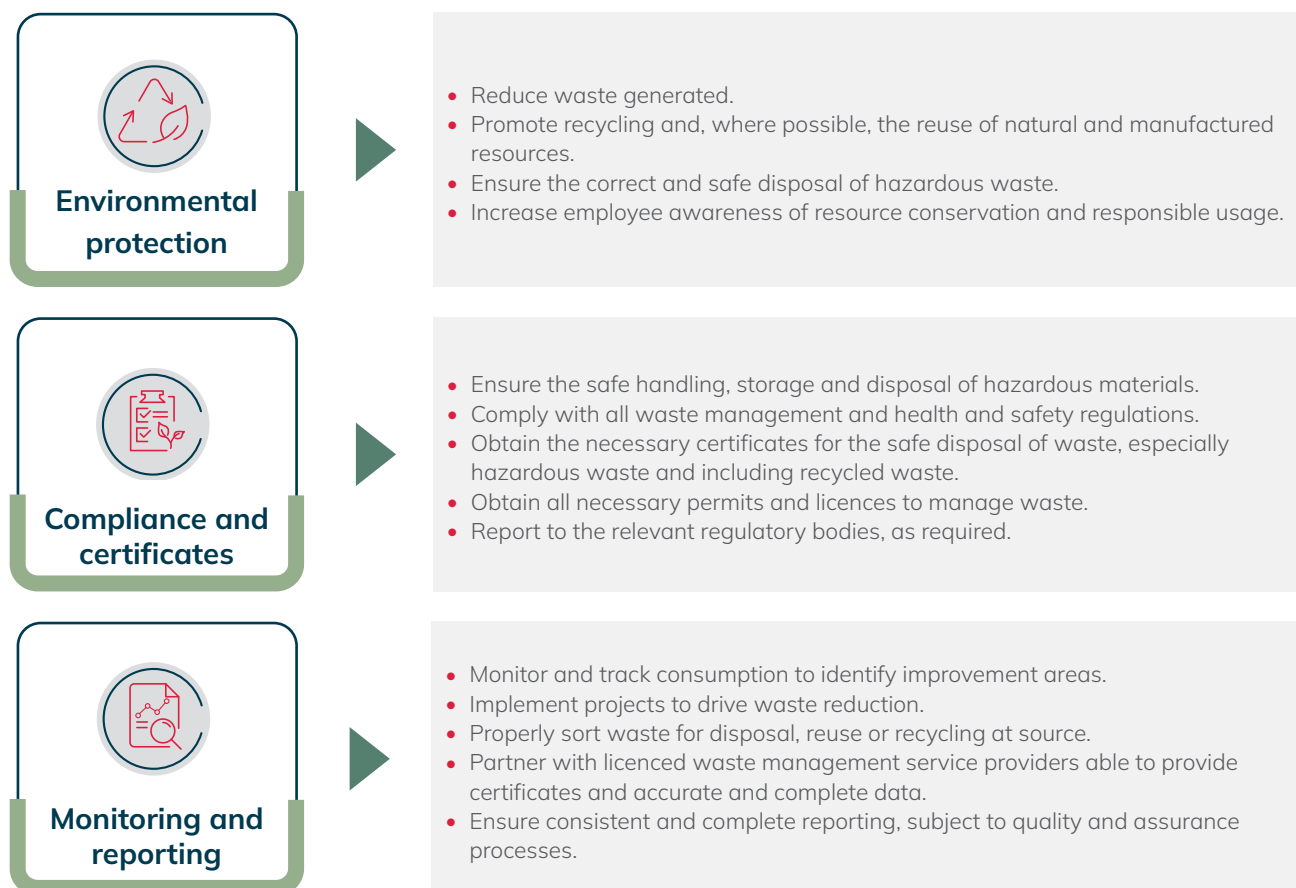 Environmental
protection
• Reduce waste generated.
• Promote recycling and, where possible, the reuse of natural and manufactured
resources.
• Ensure the correct and safe disposal of hazardous waste.
• Increase employee awareness of resource conservation and responsible usage.
Compliance and
certificates
• Ensure the safe handling, storage and disposal of hazardous materials.
• Comply with all waste management and health and safety regulations.
• Obtain the necessary certificates for the safe disposal of waste, especially
hazardous waste and including recycled waste.
• Obtain all necessary permits and licences to manage waste.
• Report to the relevant regulatory bodies, as required.
Monitoring and
reporting
• Monitor and track consumption to identify improvement areas.
• Implement projects to drive waste reduction.
• Properly sort waste for disposal, reuse or recycling at source.
• Partner with licenced waste management service providers able to provide
certificates and accurate and complete data.
• Ensure consistent and complete reporting, subject to quality and assurance
processes.